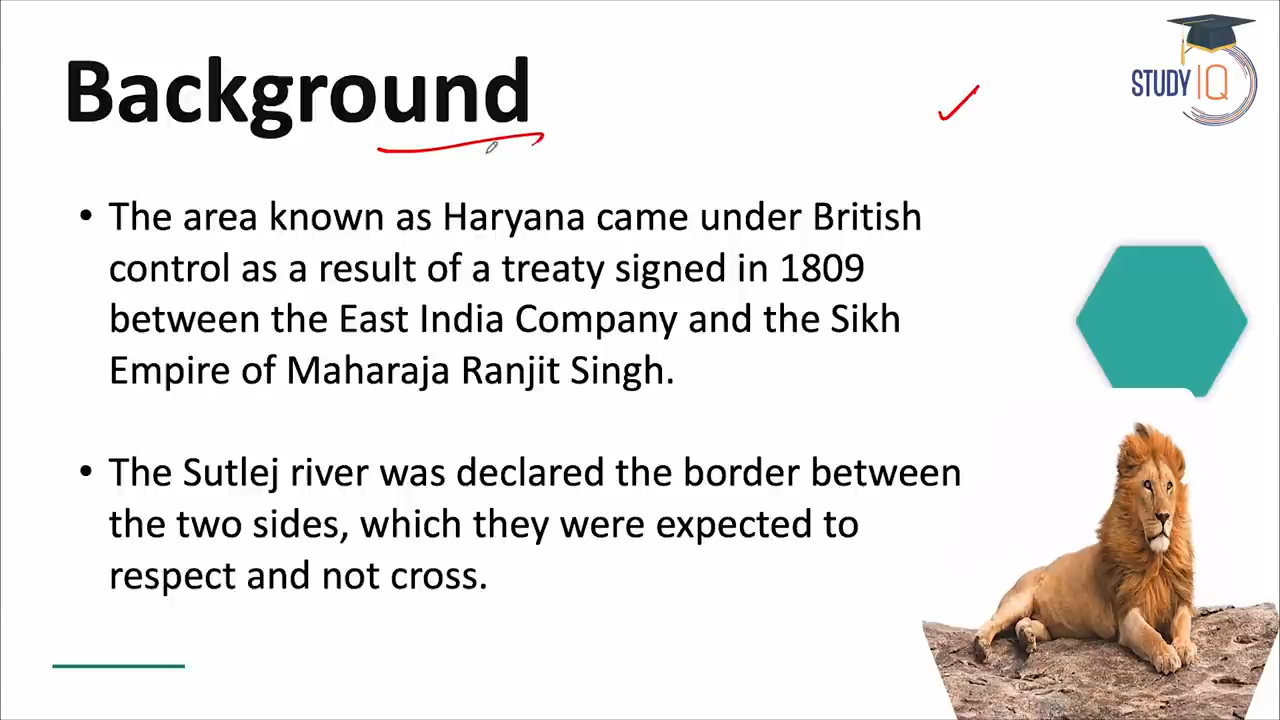 Background
STUDY IQ
• The area known as Haryana came under British
control as a result of a treaty signed in 1809
between the East India Company and the Sikh
Empire of Maharaja Ranjit Singh.
• The Sutlej river was declared the border between
the two sides, which they were expected to
respect and not cross.